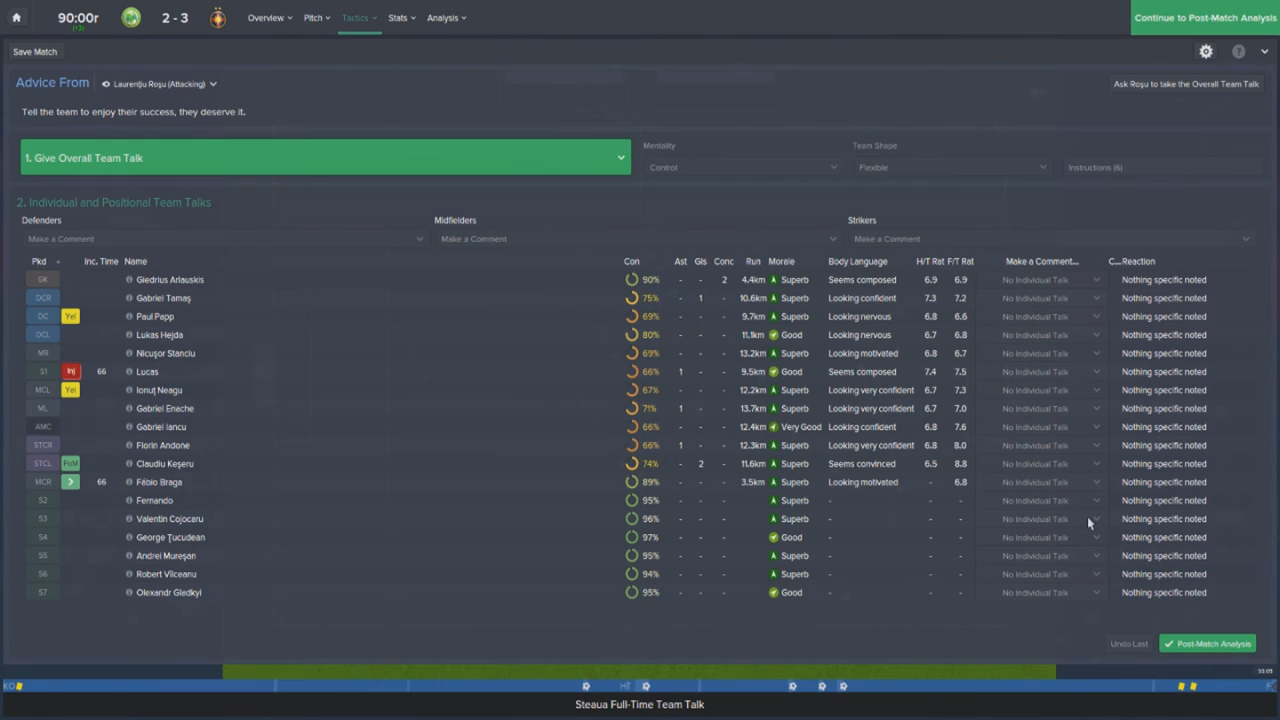 90:00r 2 - 3 Overview Pitch Tactics Stats Analysis Continue to Post-Match Analysis
(+2)
Save Match
Advice From Laurențiu Roșu (Attacking) Ask Roșu to take the Overall Team Talk
Tell the team to enjoy their success, they deserve it.
1. Give Overall Team Talk
Mentality Team Shape
Control Flexible Instructions (6)
2. Individual and Positional Team Talks
Defenders Midfielders Strikers
Make a Comment Make a Comment Make a Comment
Pkd Inc. Time Name Con Ast Gls Conc Run Morale Body Language H/T Rat F/T Rat Make a Comment... C... Reaction
GK Giedrius Arlauskis 90% - - 2 4.4km Superb Seems composed 6.9 6.9 No Individual Talk Nothing specific noted
DCR Gabriel Tamaș 75% - 1 - 10.6km Superb Looking confident 7.3 7.2 No Individual Talk Nothing specific noted
DC Yel Paul Papp 69% - - - 9.7km Superb Looking nervous 6.8 6.6 No Individual Talk Nothing specific noted
DCL Lukas Hejda 80% - - - 11.1km Good Looking nervous 6.7 6.8 No Individual Talk Nothing specific noted
MR Nicușor Stanciu 69% - - - 13.2km Superb Looking motivated 6.8 6.7 No Individual Talk Nothing specific noted
S1 Inj 66 Lucas 66% 1 - - 9.5km Good Seems composed 7.4 7.5 No Individual Talk Nothing specific noted
MCL Yel Ionuț Neagu 67% - - - 12.2km Superb Looking very confident 6.7 7.3 No Individual Talk Nothing specific noted
ML Gabriel Enache 71% 1 - - 13.7km Superb Looking confident 6.7 7.0 No Individual Talk Nothing specific noted
AMC Gabriel Iancu 66% - - - 12.4km Very Good Looking confident 6.8 7.6 No Individual Talk Nothing specific noted
STCR Florin Andone 66% 1 - - 12.3km Superb Looking very confident 6.8 8.0 No Individual Talk Nothing specific noted
STCL PoM Claudiu Keșeru 74% - 2 - 11.6km Superb Seems convinced 6.5 8.8 No Individual Talk Nothing specific noted
MCR 66 Fábio Braga 89% - - - 3.5km Superb Looking motivated - 6.8 No Individual Talk Nothing specific noted
S2 Fernando 95% - - - Superb - - - No Individual Talk Nothing specific noted
S3 Valentin Cojocaru 96% - - - Superb - - - No Individual Talk Nothing specific noted
S4 George Țucudean 97% - - - Good - - - No Individual Talk Nothing specific noted
S5 Andrei Mureșan 95% - - - Superb - - - No Individual Talk Nothing specific noted
S6 Robert Vîlceanu 94% - - - Superb - - - No Individual Talk Nothing specific noted
S7 Olexandr Gladkyi 95% - - - Good - - - No Individual Talk Nothing specific noted
Undo Last Post-Match Analysis
93:05
KO HT F
Steaua Full-Time Team Talk